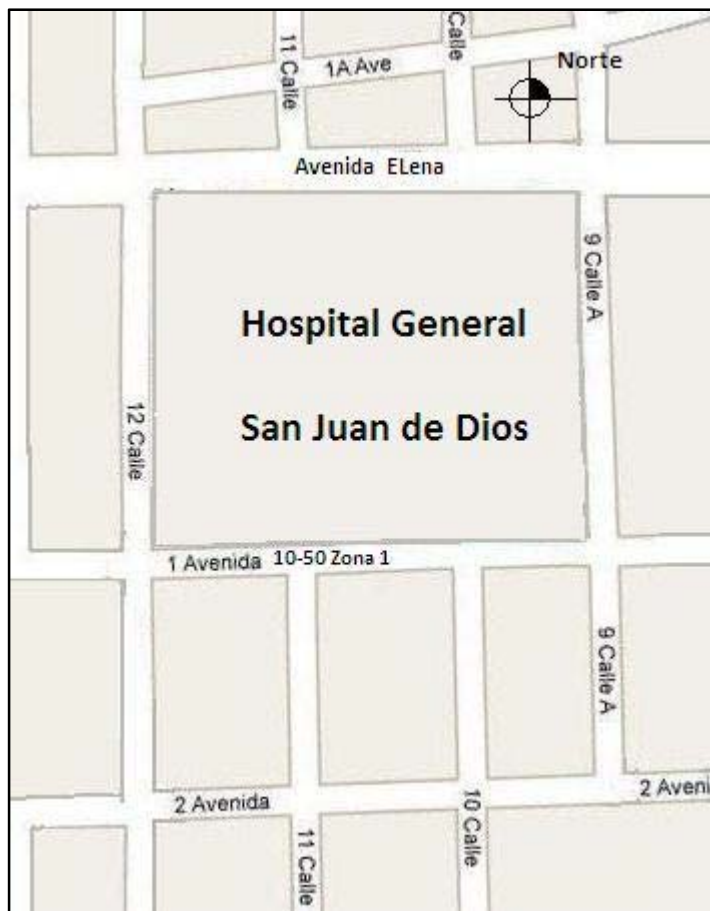 11 Calle
Calle
1A Ave
Norte
Avenida ELena
9 Calle A
Hospital General
San Juan de Dios
12 Calle
1 Avenida
10-50 Zona 1
9 Calle A
2 Avenida
2 Aveni
10 Calle
11 Calle